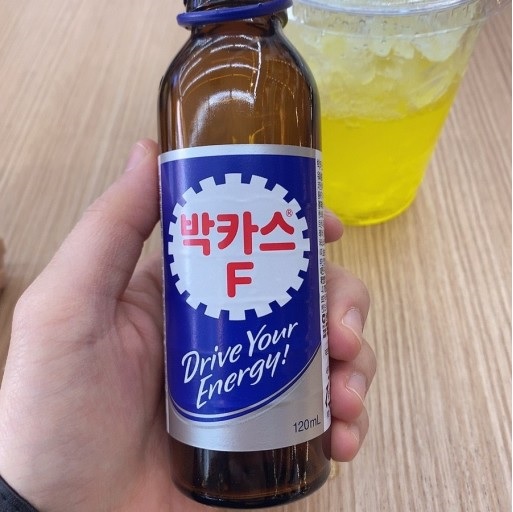 박카스®
F
Drive Your
Energy!
120mL